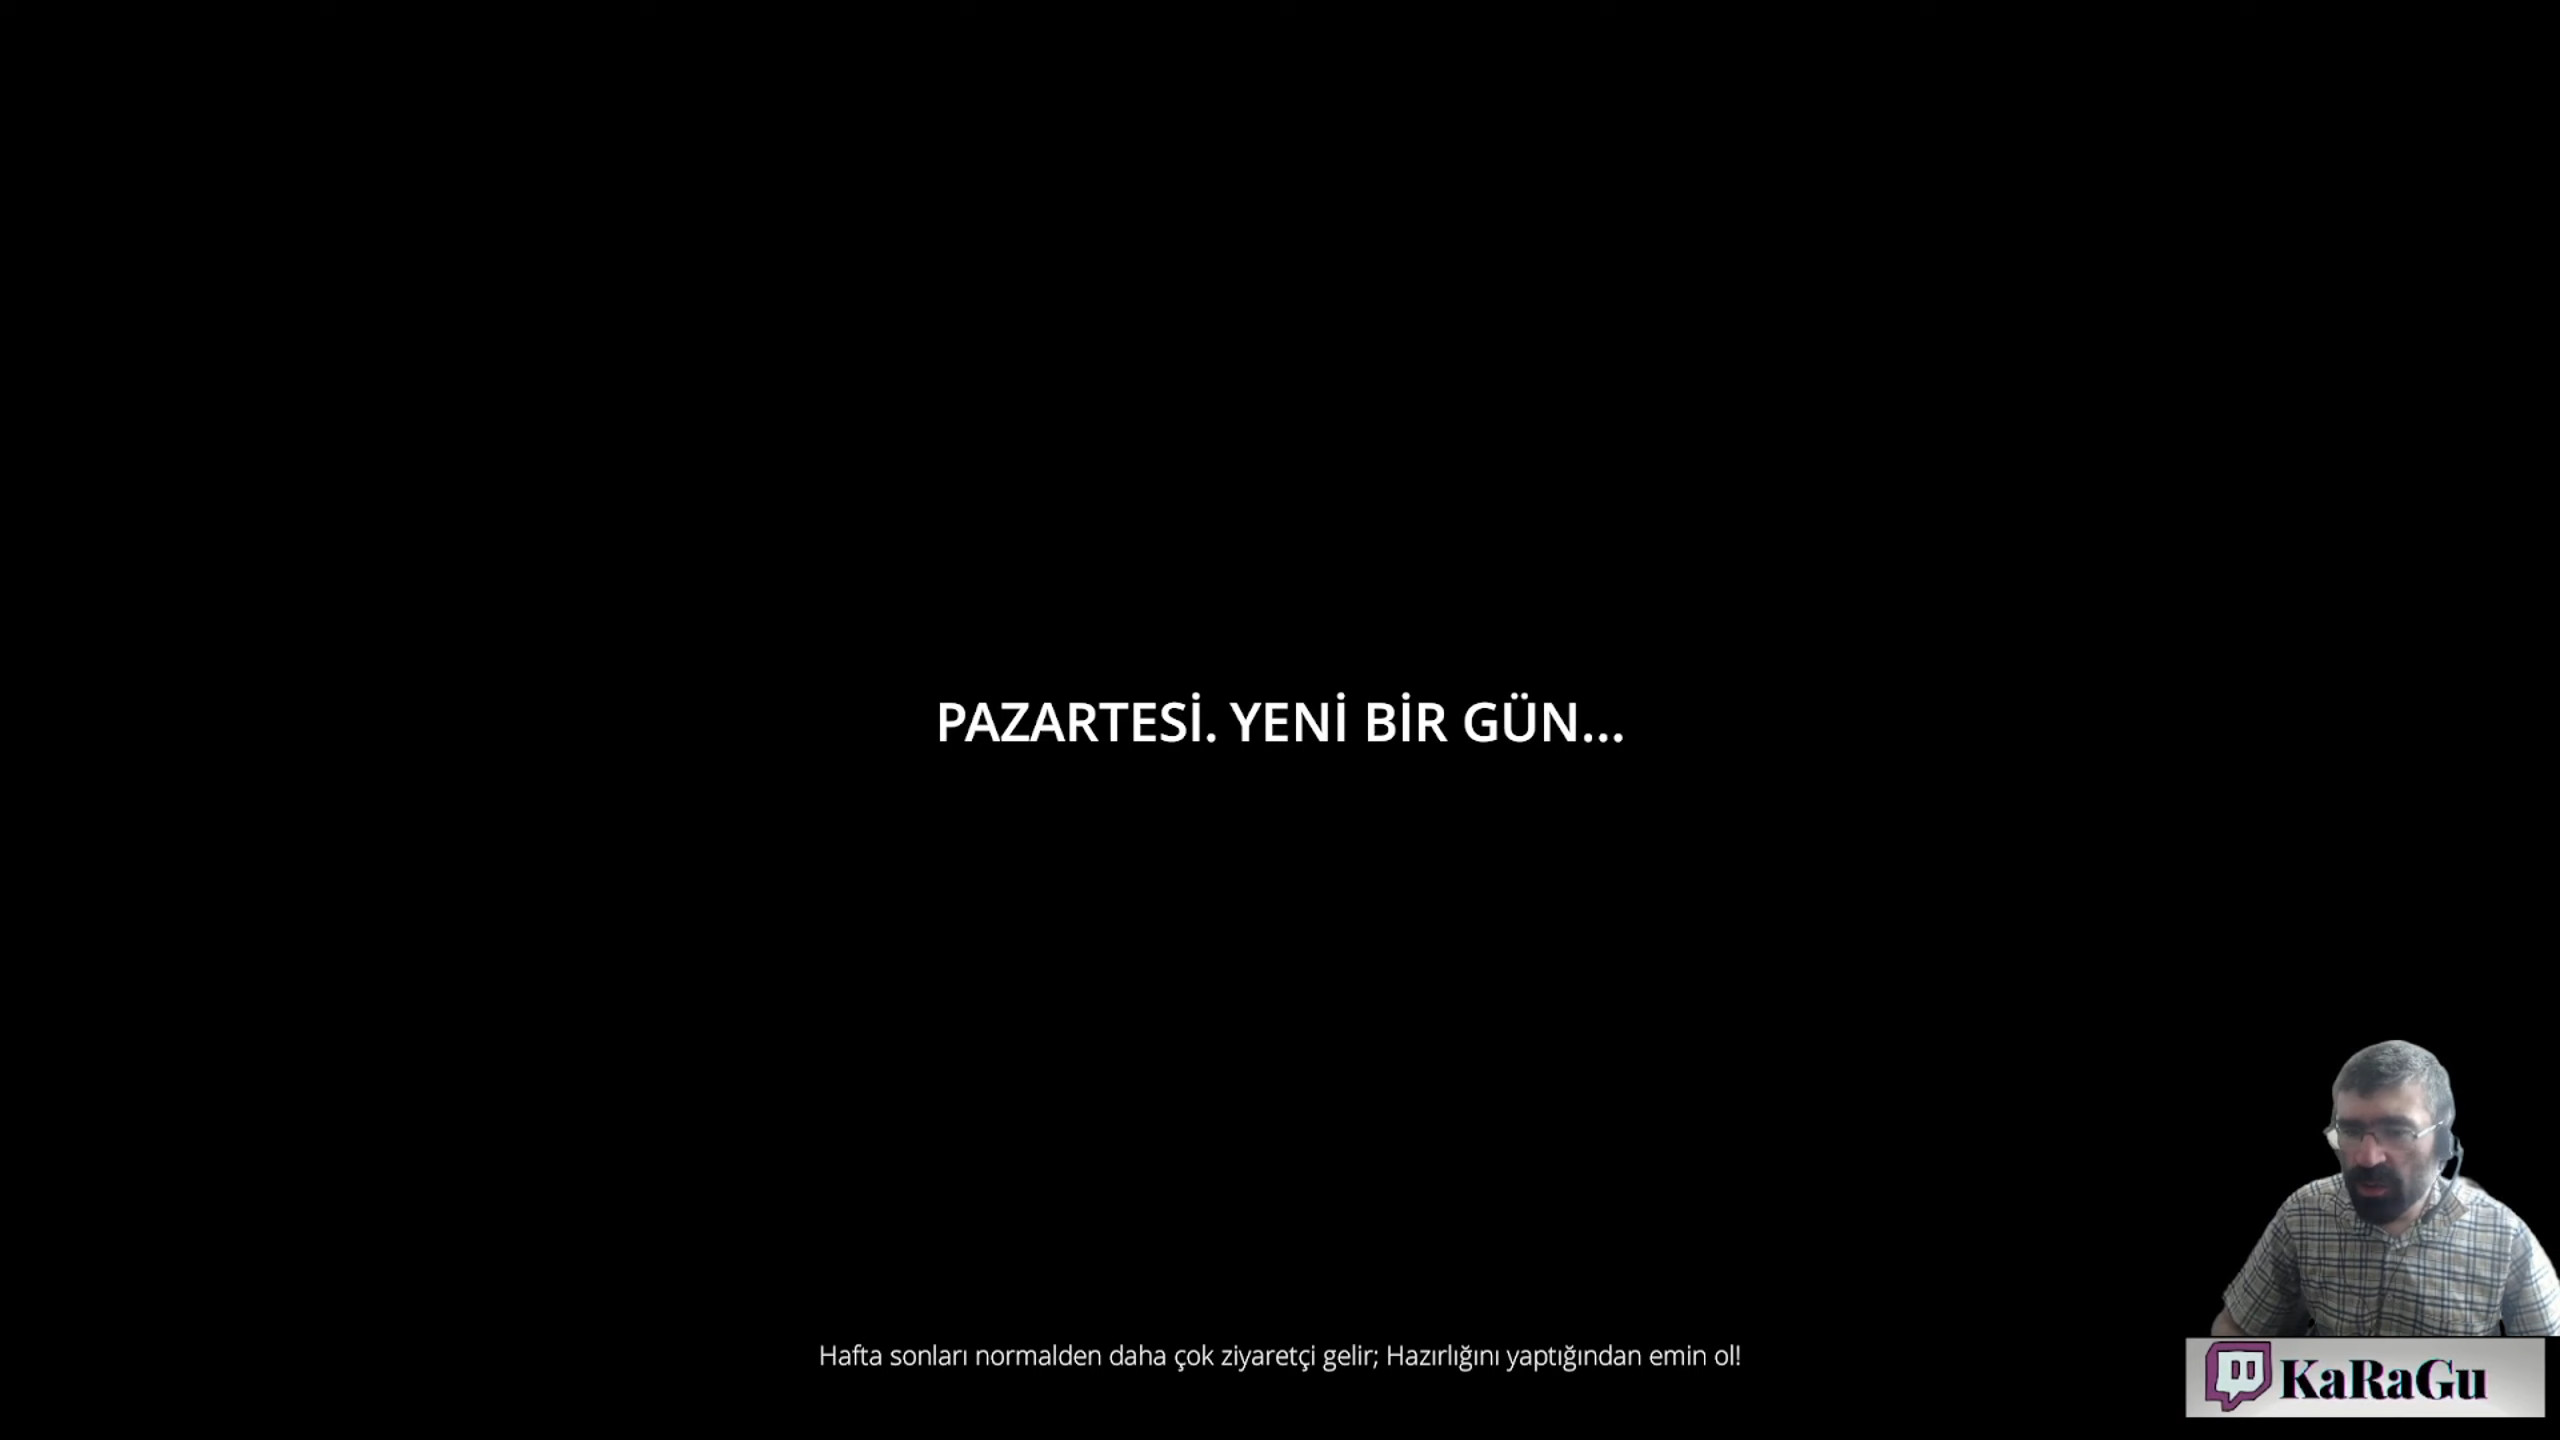 PAZARTESİ. YENİ BİR GÜN...
Hafta sonları normalden daha çok ziyaretçi gelir; Hazırlığını yaptığından emin ol!
KaRaGu